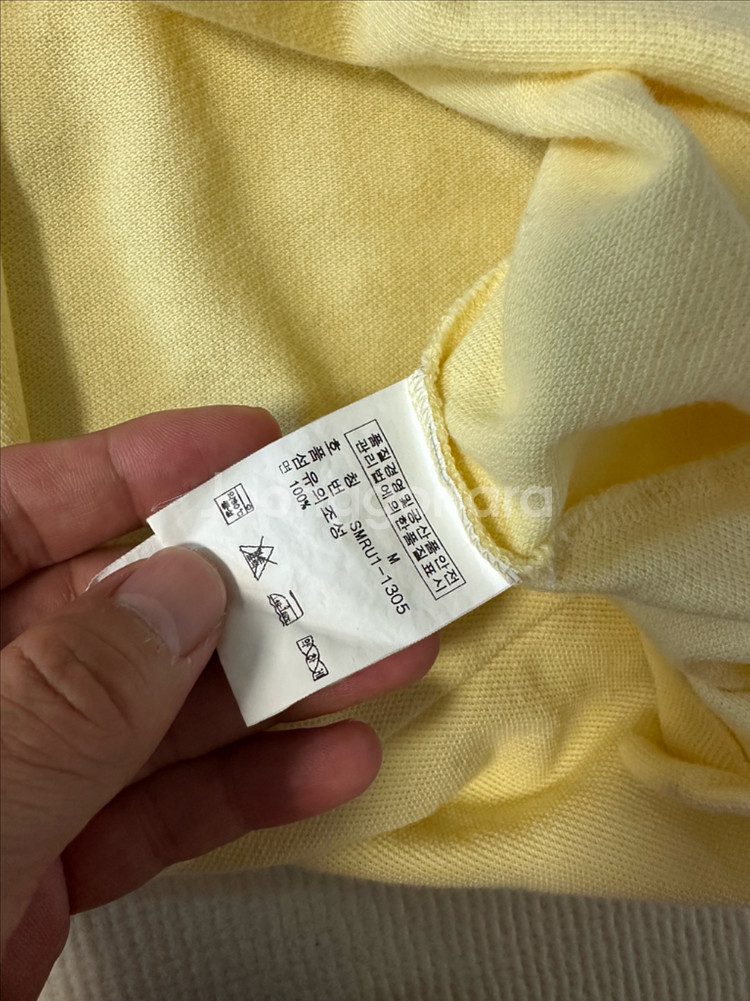 품질경영및공산품안전
관리법에의한품질표시
호칭 M
품번 SMRU1-1305
섬유의조성
면 100%